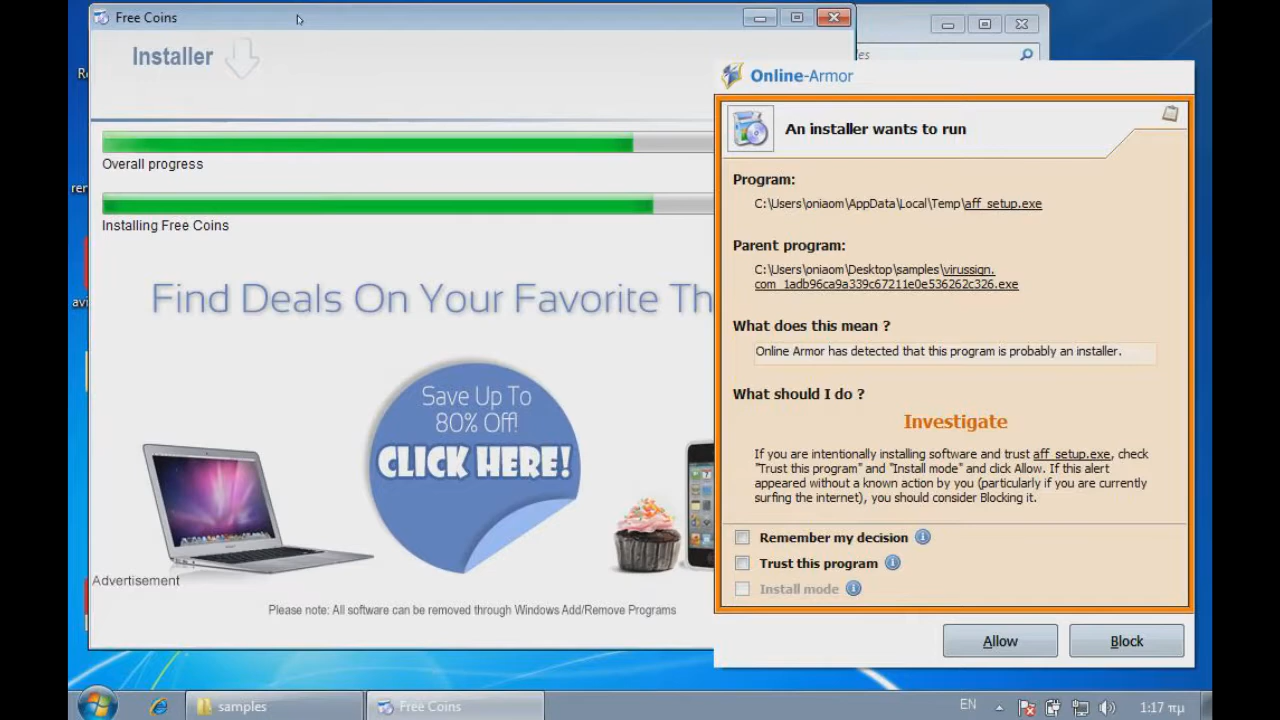 Free Coins
Installer
Overall progress
Installing Free Coins
Find Deals On Your Favorite Th
Save Up To
80% Off!
CLICK HERE!
Advertisement
Please note: All software can be removed through Windows Add/Remove Programs
es
Online-Armor
An installer wants to run
Program:
C:\Users\oniaom\AppData\Local\Temp\aff_setup.exe
Parent program:
C:\Users\oniaom\Desktop\samples\virussign.
com_1adb96ca9a339c67211e0e536262c326.exe
What does this mean ?
Online Armor has detected that this program is probably an installer.
What should I do ?
Investigate
If you are intentionally installing software and trust aff_setup.exe, check
"Trust this program" and "Install mode" and click Allow. If this alert
appeared without a known action by you (particularly if you are currently
surfing the internet), you should consider Blocking it.
Remember my decision
Trust this program
Install mode
Allow
Block
samples
Free Coins
EN
1:17 πμ